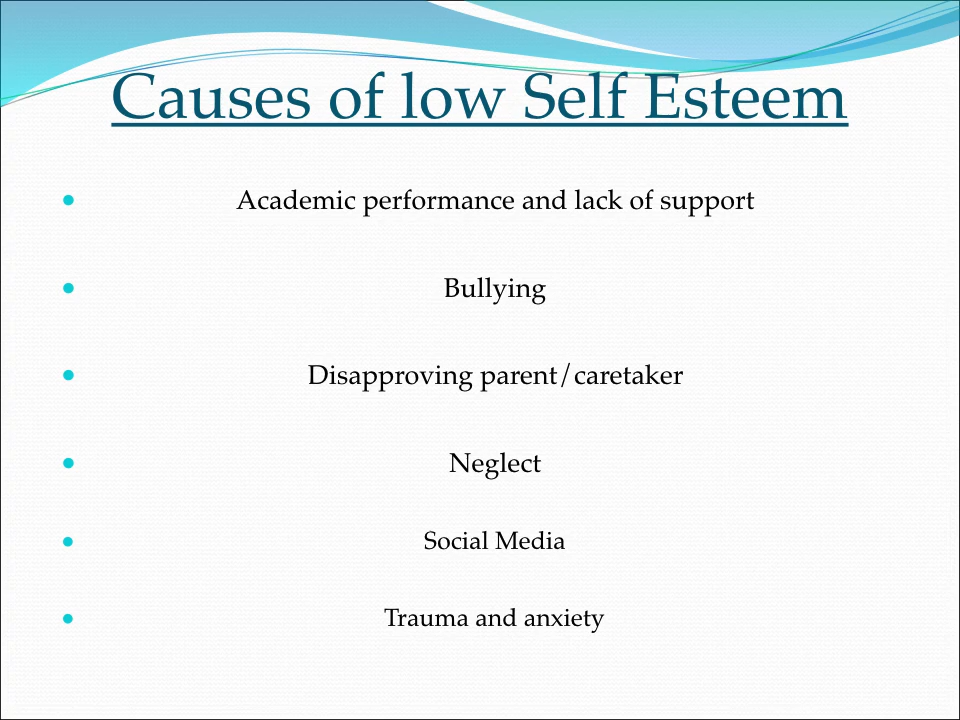 Causes of low Self Esteem
• Academic performance and lack of support
• Bullying
• Disapproving parent/caretaker
• Neglect
• Social Media
• Trauma and anxiety